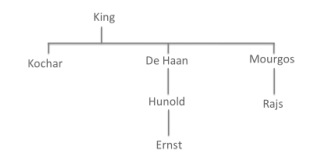 King
Kochar De Haan Mourgos
Hunold Rajs
Ernst